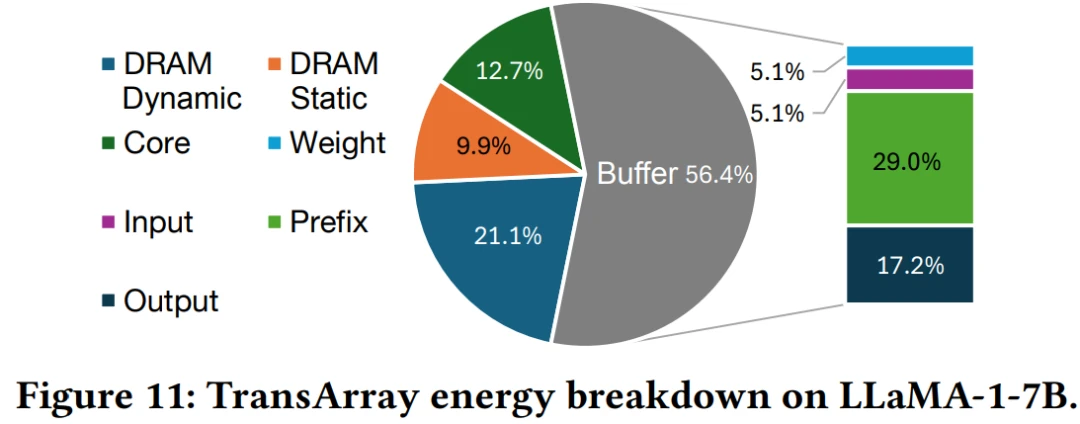 DRAM Dynamic
DRAM Static
Core
Weight
Input
Prefix
Output
12.7%
9.9%
21.1%
Buffer 56.4%
5.1%
5.1%
29.0%
17.2%
Figure 11: TransArray energy breakdown on LLaMA-1-7B.